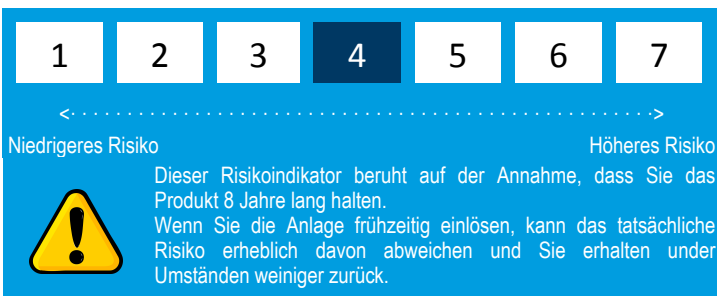 1 2 3 4 5 6 7
<· · · · · · · · · · · · · · · · · · · · · · · · · · · · · · · · · · · · · · · · · · · · · · · · · · · ·>
Niedrigeres Risiko Höheres Risiko
Dieser Risikoindikator beruht auf der Annahme, dass Sie das
Produkt 8 Jahre lang halten.
Wenn Sie die Anlage frühzeitig einlösen, kann das tatsächliche
Risiko erheblich davon abweichen und Sie erhalten under
Umständen weiniger zurück.
!